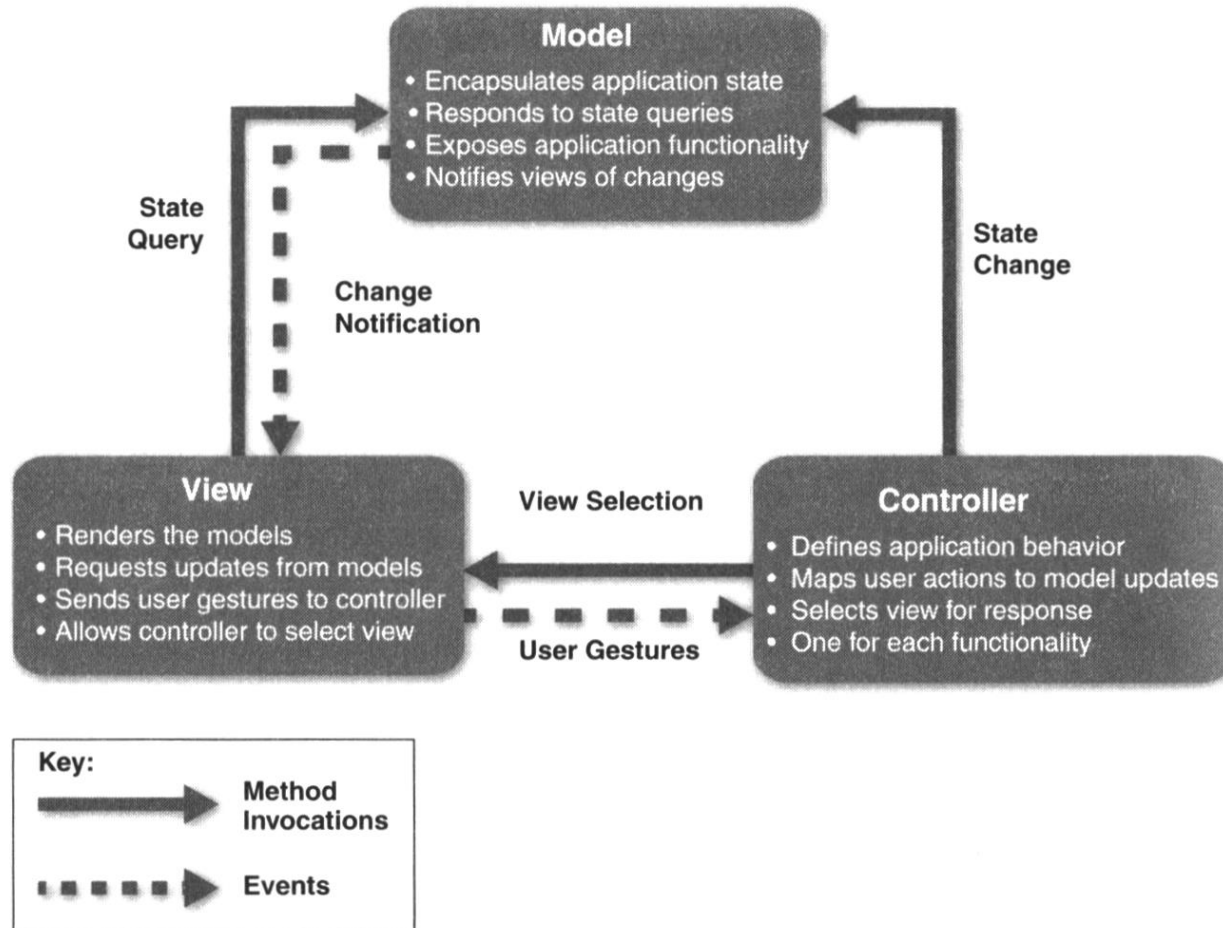 Model
• Encapsulates application state
• Responds to state queries
• Exposes application functionality
• Notifies views of changes
State
Query
Change
Notification
State
Change
View
• Renders the models
• Requests updates from models
• Sends user gestures to controller
• Allows controller to select view
View Selection
User Gestures
Controller
• Defines application behavior
• Maps user actions to model updates
• Selects view for response
• One for each functionality
Key:
Method
Invocations
Events